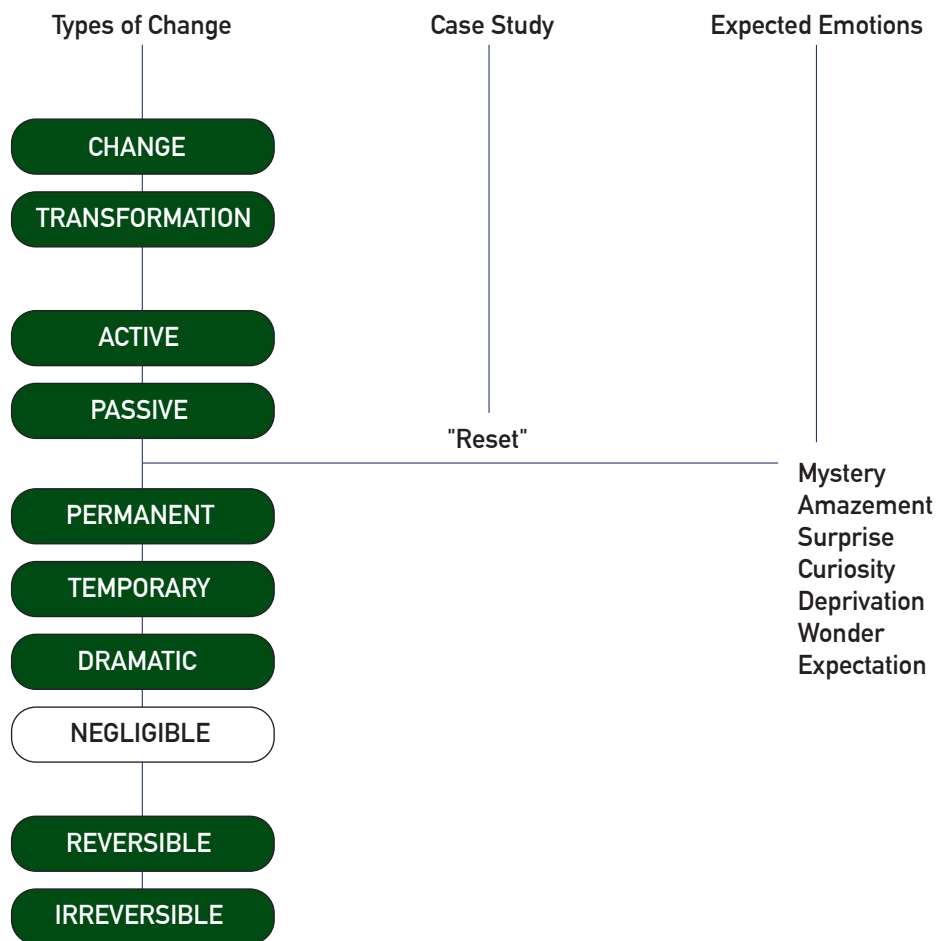 Types of Change
Case Study
Expected Emotions
CHANGE
TRANSFORMATION
ACTIVE
PASSIVE
"Reset"
Mystery
Amazement
Surprise
Curiosity
Deprivation
Wonder
Expectation
PERMANENT
TEMPORARY
DRAMATIC
NEGLIGIBLE
REVERSIBLE
IRREVERSIBLE